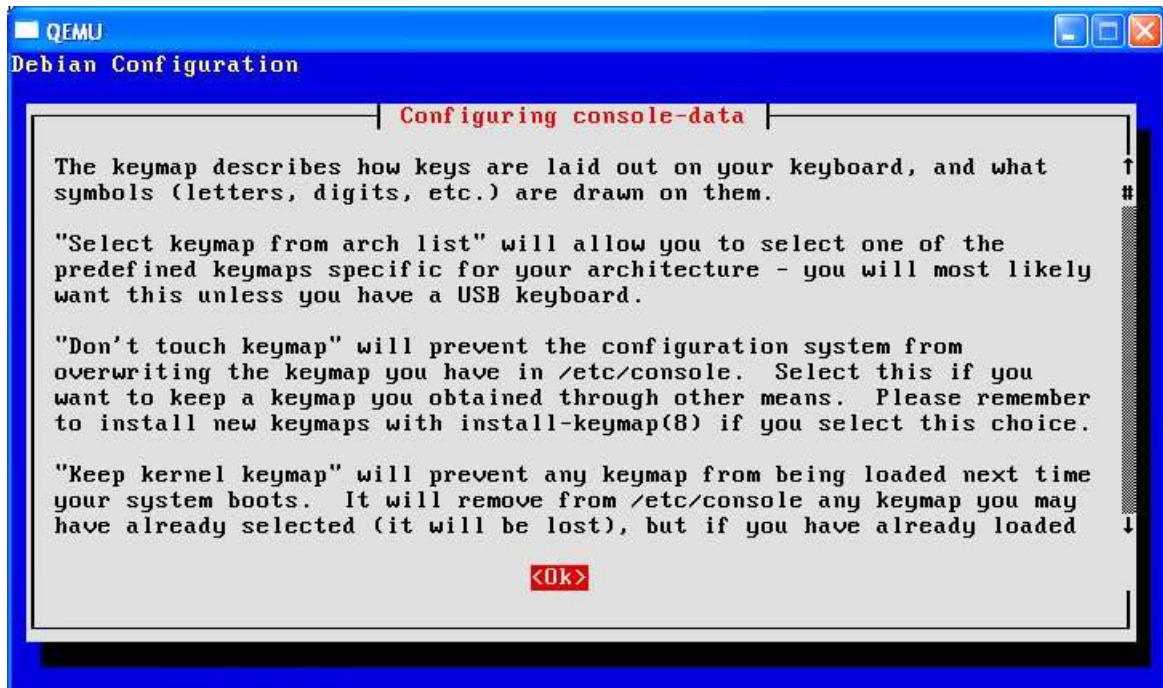 QEMU
Debian Configuration
Configuring console-data
The keymap describes how keys are laid out on your keyboard, and what
symbols (letters, digits, etc.) are drawn on them.
"Select keymap from arch list" will allow you to select one of the
predefined keymaps specific for your architecture - you will most likely
want this unless you have a USB keyboard.
"Don't touch keymap" will prevent the configuration system from
overwriting the keymap you have in /etc/console.  Select this if you
want to keep a keymap you obtained through other means.  Please remember
to install new keymaps with install-keymap(8) if you select this choice.
"Keep kernel keymap" will prevent any keymap from being loaded next time
your system boots.  It will remove from /etc/console any keymap you may
have already selected (it will be lost), but if you have already loaded
<Ok>